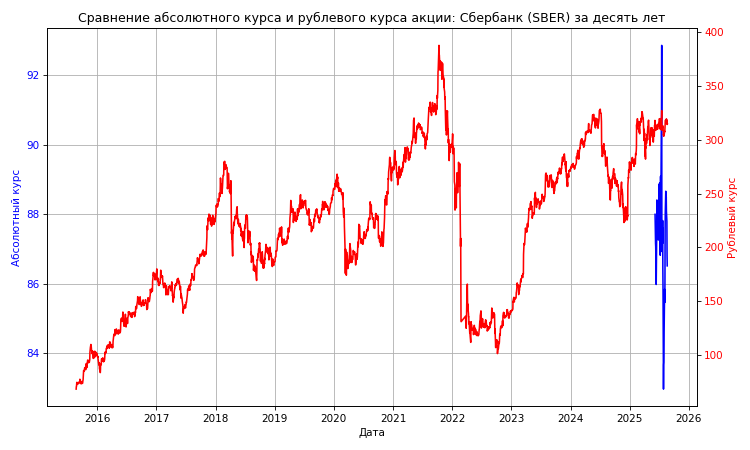 Сравнение абсолютного курса и рублевого курса акции: Сбербанк (SBER) за десять лет
400
92
350
90
300
88
250
200
86
150
84
100
Абсолютный курс
Рублевый курс
2016 2017 2018 2019 2020 2021 2022 2023 2024 2025 2026
Дата